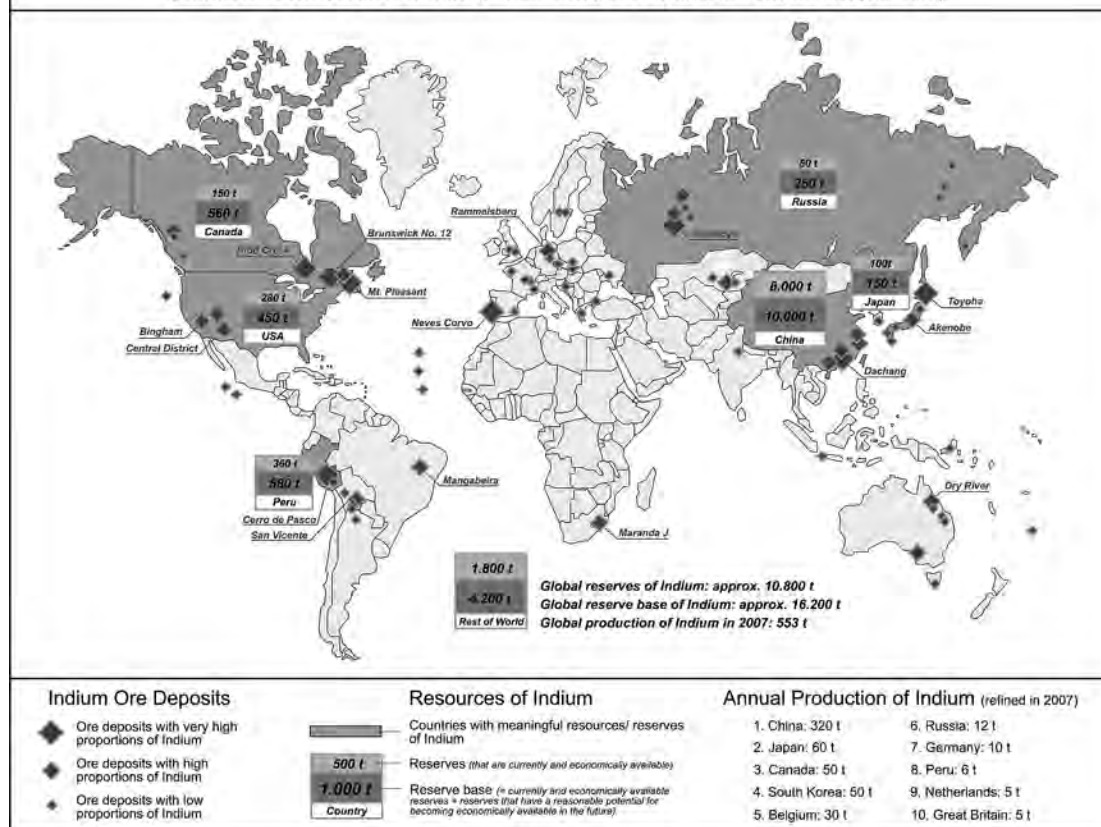 50 t
250 t
Russia
150 t
560 t
Canada
Rammelsberg
Brunswick No. 12
100t
150 t
Japan
8.000 t
10.000 t
China
280 t
450 t
USA
Mt. Pleasant
Toyoha
Bingham
Neves Corvo
Akenobe
Central District
Dachang
360 t
580 t
Peru
Mangabeira
Dry River
Cerro de Pasco
San Vicente
Maranda J.
1.800 t
Rest of World
Global reserves of Indium: approx. 10.800 t
Global reserve base of Indium: approx. 16.200 t
Global production of Indium in 2007: 553 t
Indium Ore Deposits
Ore deposits with very high
proportions of Indium
Ore deposits with high
proportions of Indium
Ore deposits with low
proportions of Indium
Resources of Indium
Countries with meaningful resources/ reserves
of Indium
500 t
Reserves (that are currently and economically available)
1.000 t
Country
Reserve base (= currently and economically available
reserves + reserves that have a reasonable potential for
becoming economically available in the future).
Annual Production of Indium (refined in 2007)
1. China: 320 t
2. Japan: 60 t
3. Canada: 50 t
4. South Korea: 50 t
5. Belgium: 30 t
6. Russia: 12 t
7. Germany: 10 t
8. Peru: 6 t
9. Netherlands: 5 t
10. Great Britain: 5 t